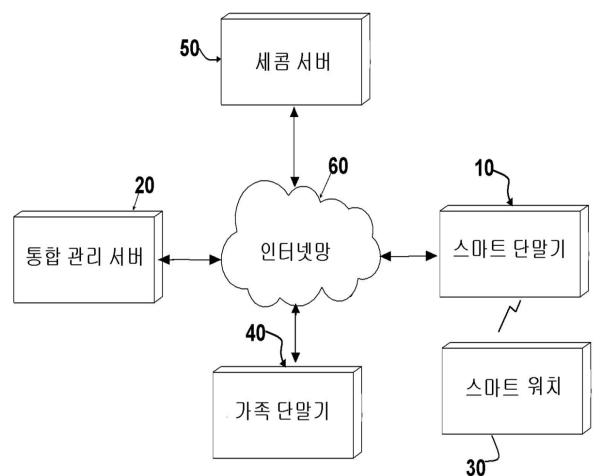 50
세콤 서버
60
20
10
통합 관리 서버
인터넷망
스마트 단말기
40
가족 단말기
스마트 워치
30